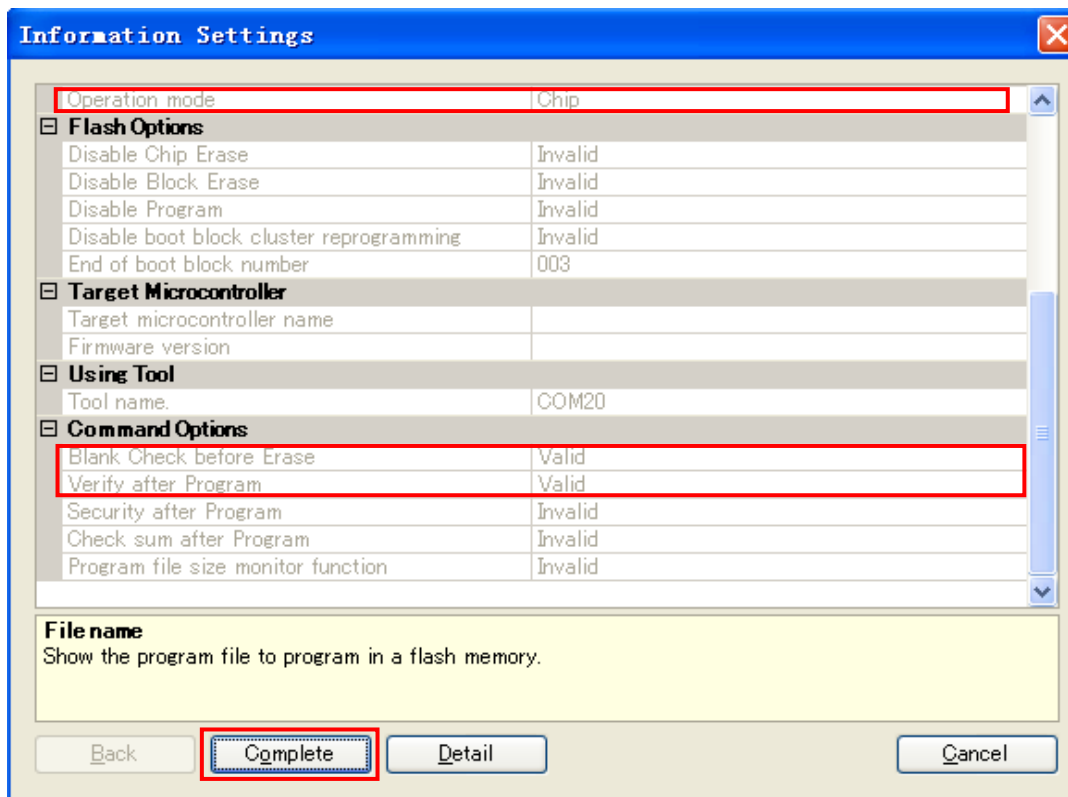 Information Settings
Operation mode Chip
Flash Options
Disable Chip Erase Invalid
Disable Block Erase Invalid
Disable Program Invalid
Disable boot block cluster reprogramming Invalid
End of boot block number 003
Target Microcontroller
Target microcontroller name
Firmware version
Using Tool
Tool name. COM20
Command Options
Blank Check before Erase Valid
Verify after Program Valid
Security after Program Invalid
Check sum after Program Invalid
Program file size monitor function Invalid
File name
Show the program file to program in a flash memory.
Back Complete Detail Cancel